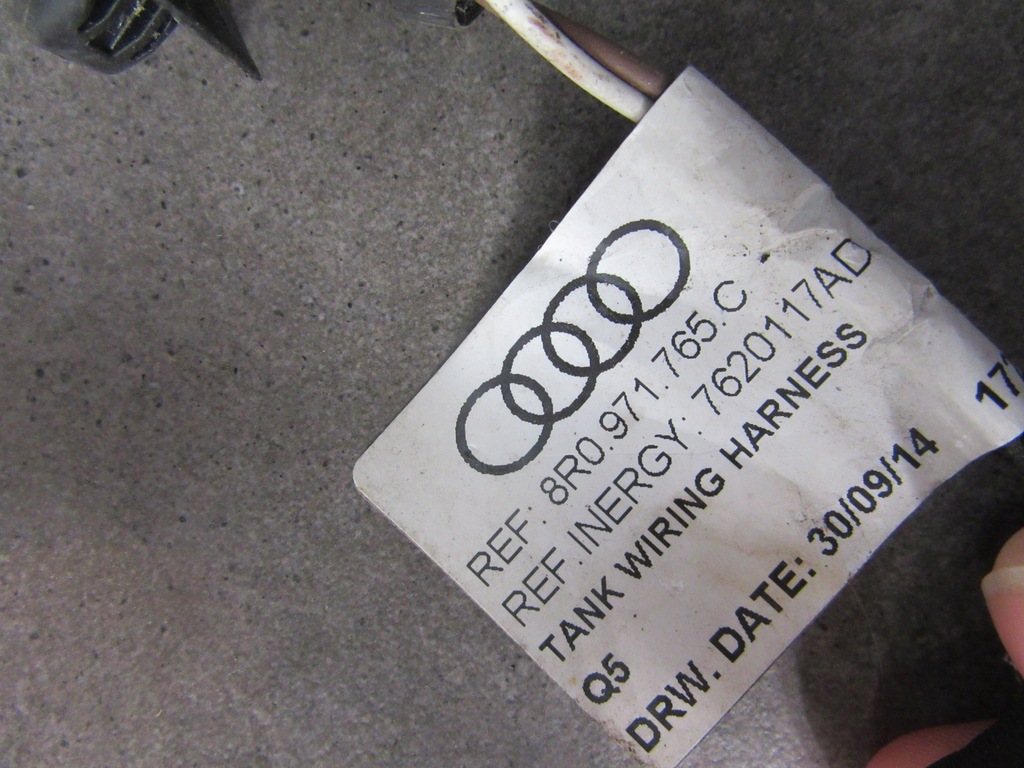 REF: 8R0.971.765.C
REF.INERGY: 7620117AD
TANK WIRING HARNESS
Q5
DRW. DATE: 30/09/14